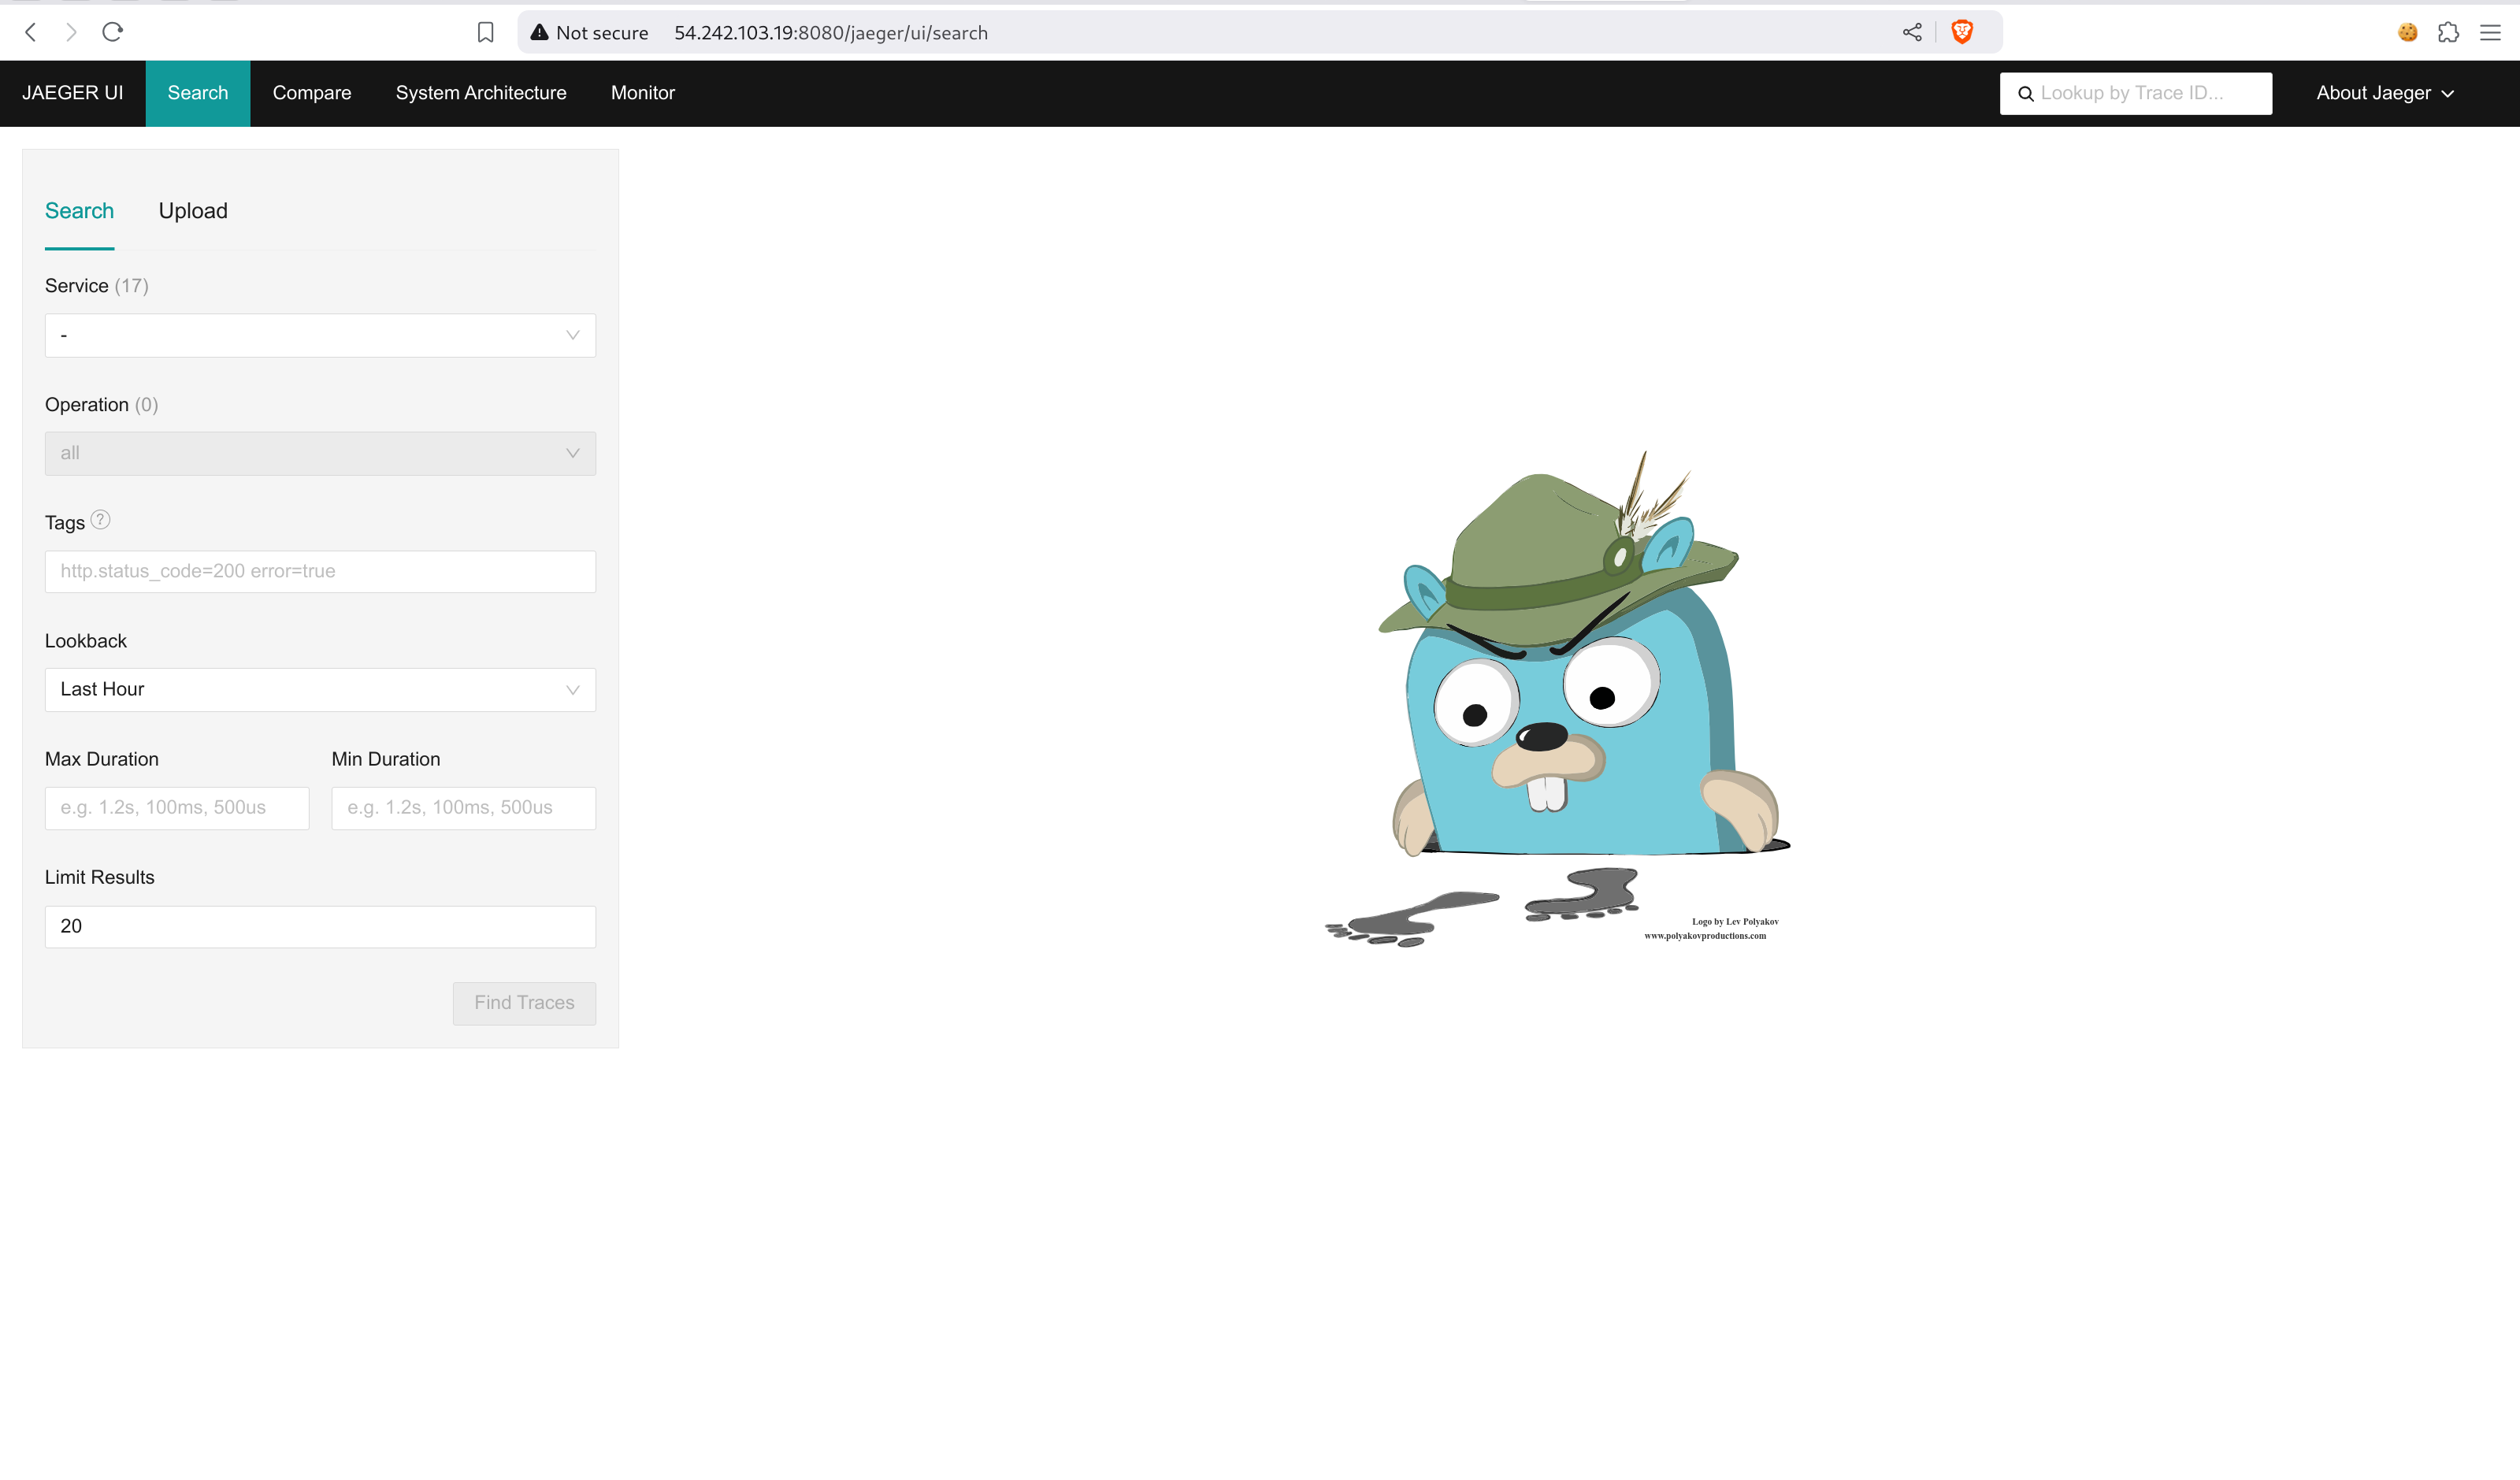 Not secure 54.242.103.19:8080/jaeger/ui/search
JAEGER UI Search Compare System Architecture Monitor Lookup by Trace ID... About Jaeger
Search Upload
Service (17)
-
Operation (0)
all
Tags ?
http.status_code=200 error=true
Lookback
Last Hour
Max Duration Min Duration
e.g. 1.2s, 100ms, 500us e.g. 1.2s, 100ms, 500us
Limit Results
20
Find Traces
Logo by Lev Polyakov
www.polyakovproductions.com